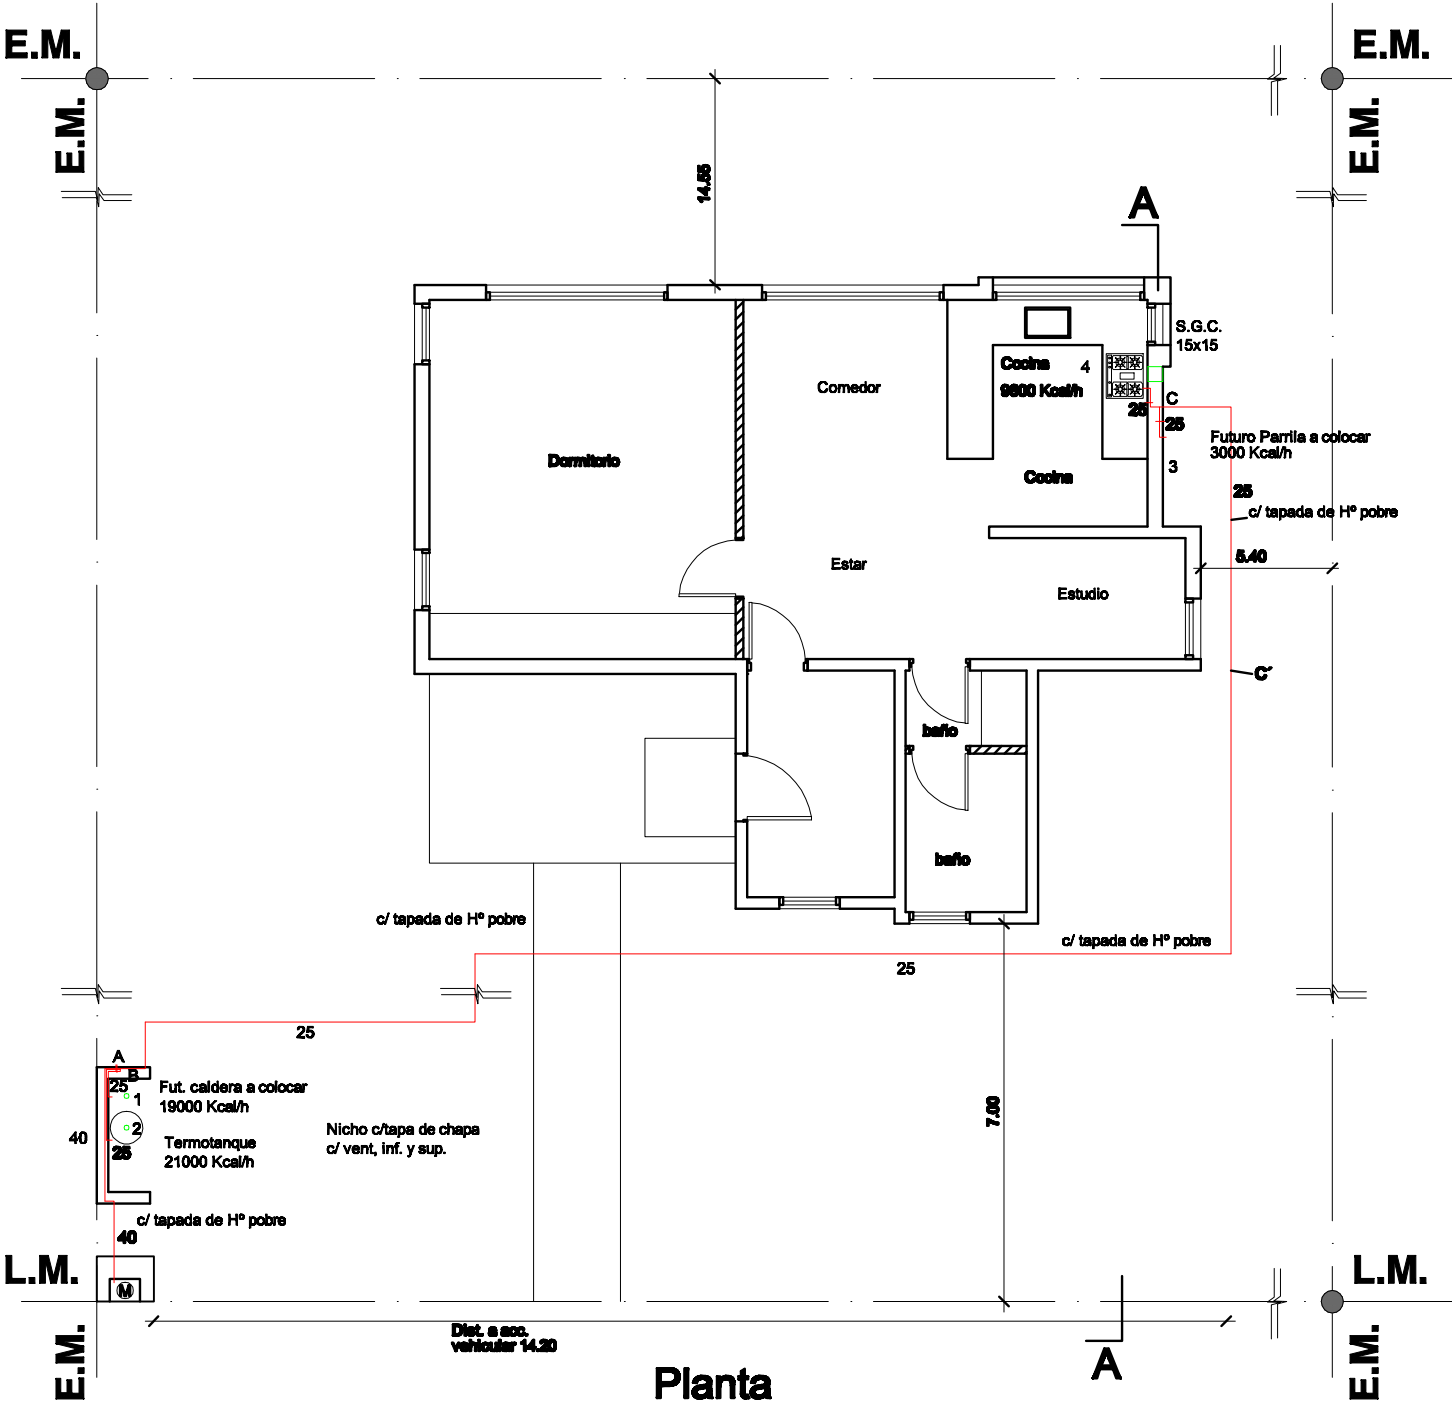 E.M.
E.M.
E.M.
E.M.
14.55
A
S.G.C.
15x15
Cocina
4
9600 Kcal/h
Comedor
C
25
25
Futuro Parrila a colocar
3000 Kcal/h
Dormitorio
3
Cocina
25
c/ tapada de Hº pobre
5.40
Estar
Estudio
C´
baño
baño
c/ tapada de Hº pobre
c/ tapada de Hº pobre
25
25
A
B
25
Fut. caldera a colocar
1
19000 Kcal/h
40
2
Nicho c/tapa de chapa
c/ vent, inf. y sup.
Termotanque
25
21000 Kcal/h
7.00
c/ tapada de Hº pobre
40
L.M.
L.M.
M
Dist. a acc.
vehicular 14.20
E.M.
E.M.
A
Planta